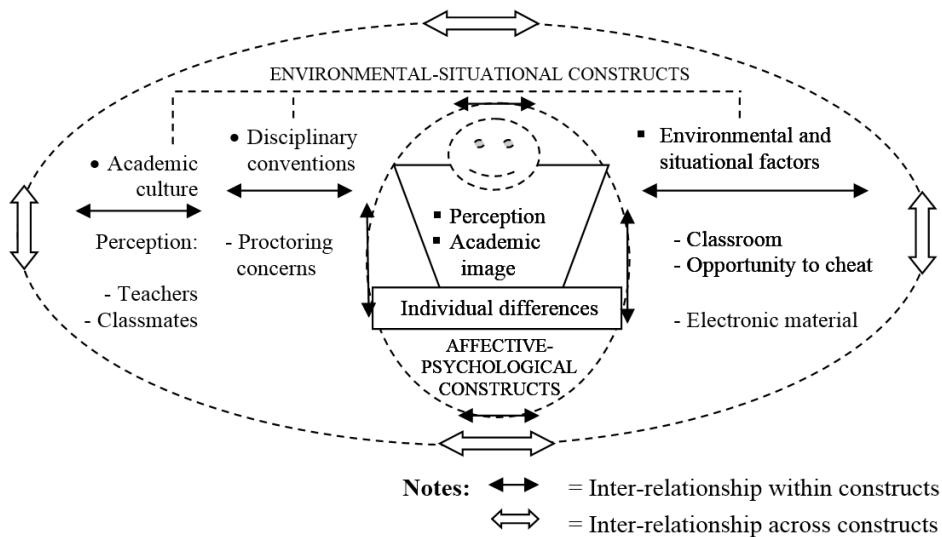 ENVIRONMENTAL-SITUATIONAL CONSTRUCTS
• Academic
culture
Perception:
- Teachers
- Classmates
• Disciplinary
conventions
- Proctoring
concerns
▪ Perception
▪ Academic
image
Individual differences
AFFECTIVE-
PSYCHOLOGICAL
CONSTRUCTS
▪ Environmental and
situational factors
- Classroom
- Opportunity to cheat
- Electronic material
Notes: = Inter-relationship within constructs
= Inter-relationship across constructs